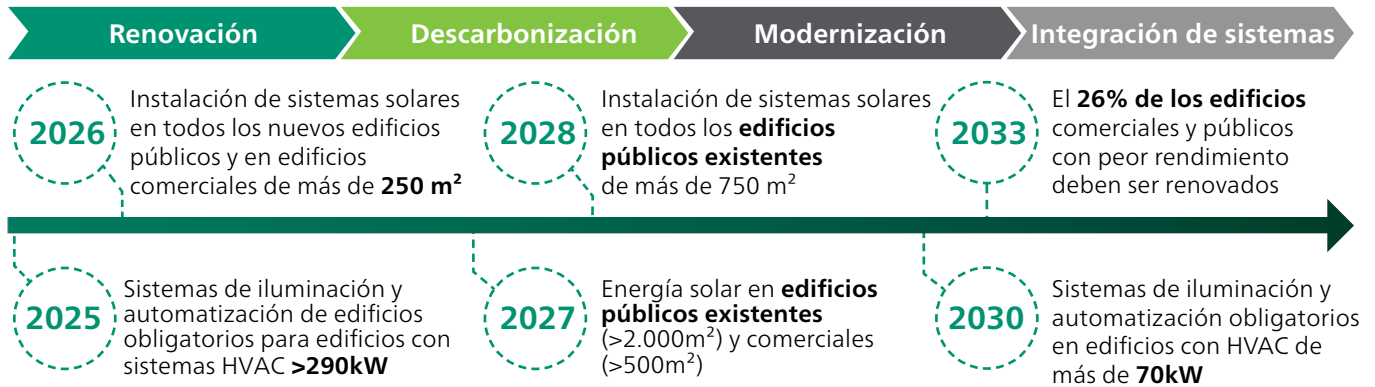 Renovación
Descarbonización
Modernización
Integración de sistemas
2026
Instalación de sistemas solares
en todos los nuevos edificios
públicos y en edificios
comerciales de más de 250 m²
2028
Instalación de sistemas solares
en todos los edificios
públicos existentes
de más de 750 m²
2033
El 26% de los edificios
comerciales y públicos
con peor rendimiento
deben ser renovados
2025
Sistemas de iluminación y
automatización de edificios
obligatorios para edificios con
sistemas HVAC >290kW
2027
Energía solar en edificios
públicos existentes
(>2.000m²) y comerciales
(>500m²)
2030
Sistemas de iluminación y
automatización obligatorios
en edificios con HVAC de
más de 70kW